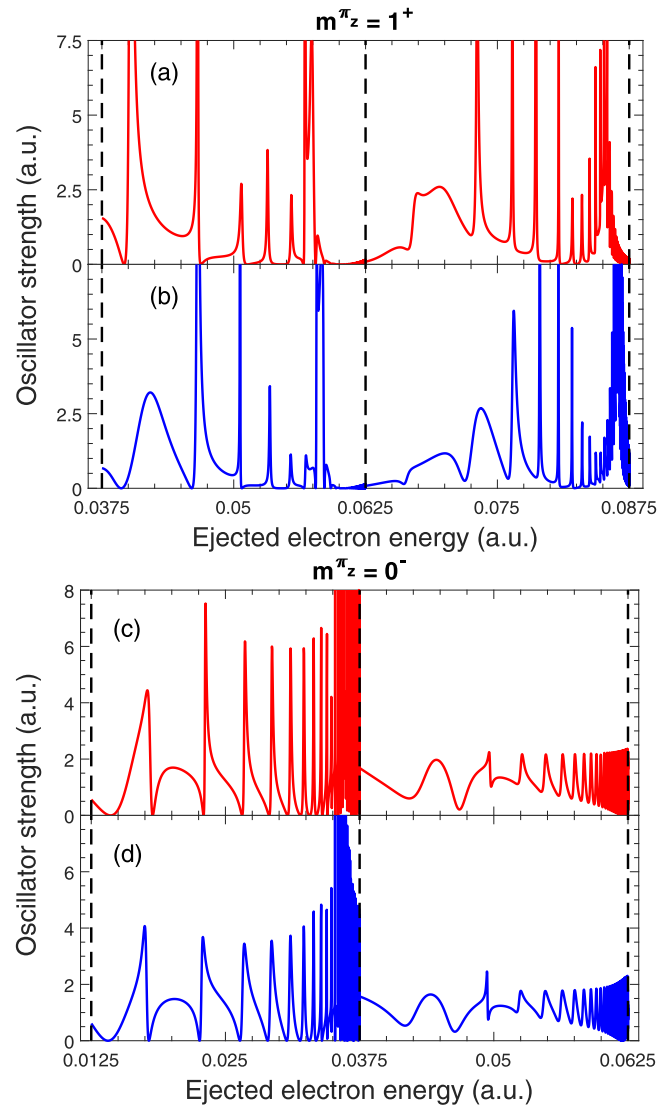 m^πz = 1⁺
7.5
(a)
5
2.5
0
Oscillator strength (a.u.)
(b)
5
2.5
0
0.0375 0.05 0.0625 0.075 0.0875
Ejected electron energy (a.u.)
m^πz = 0⁻
8
(c)
6
4
2
0
Oscillator strength (a.u.)
(d)
6
4
2
0
0.0125 0.025 0.0375 0.05 0.0625
Ejected electron energy (a.u.)